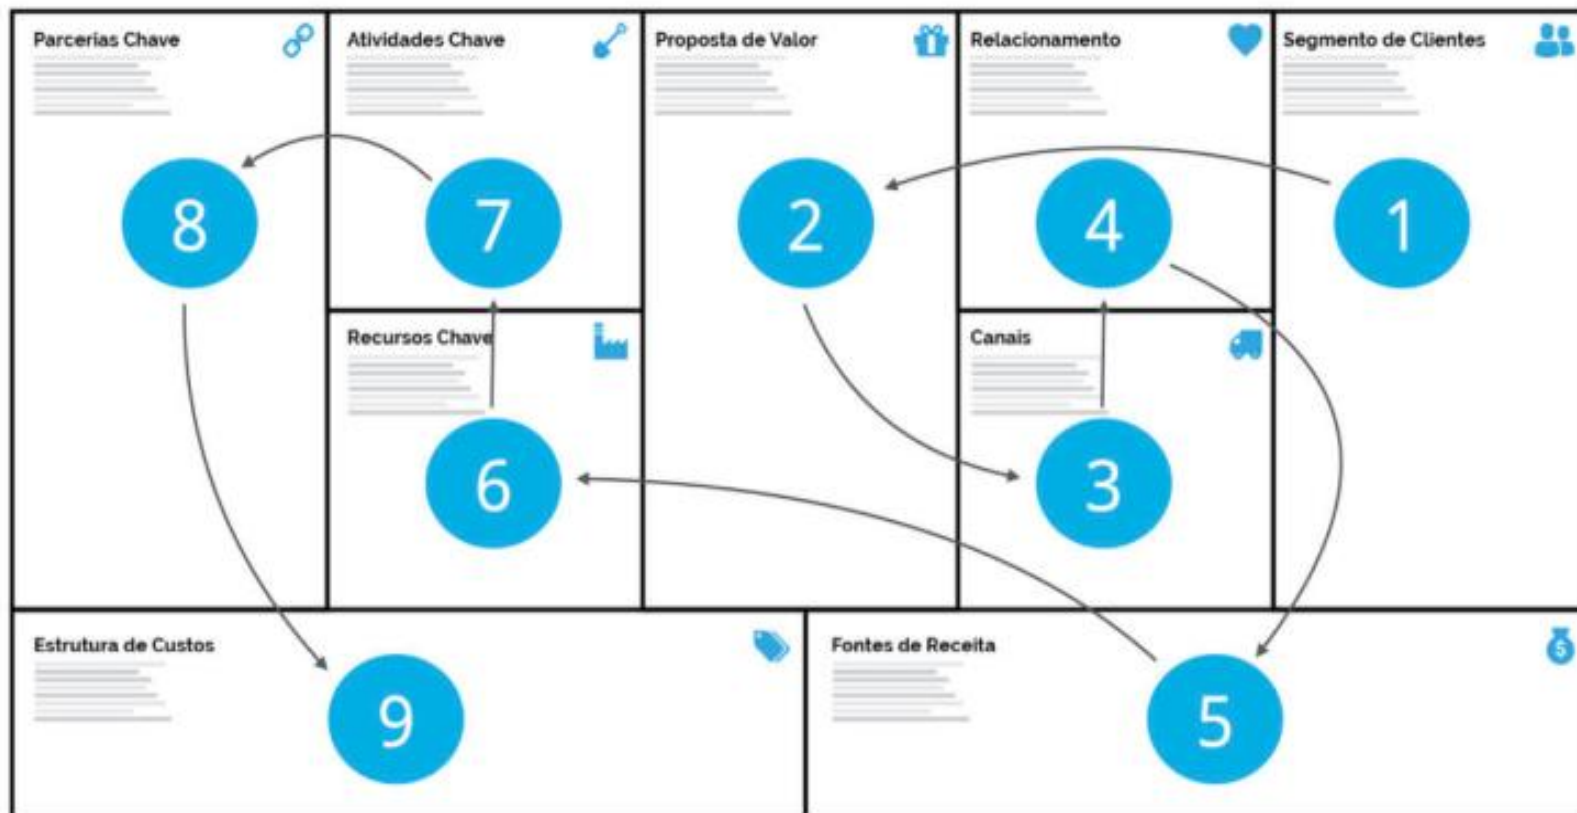 Parcerias Chave
8
Atividades Chave
7
Recursos Chave
6
Proposta de Valor
2
Relacionamento
4
Canais
3
Segmento de Clientes
1
Estrutura de Custos
9
Fontes de Receita
$
5